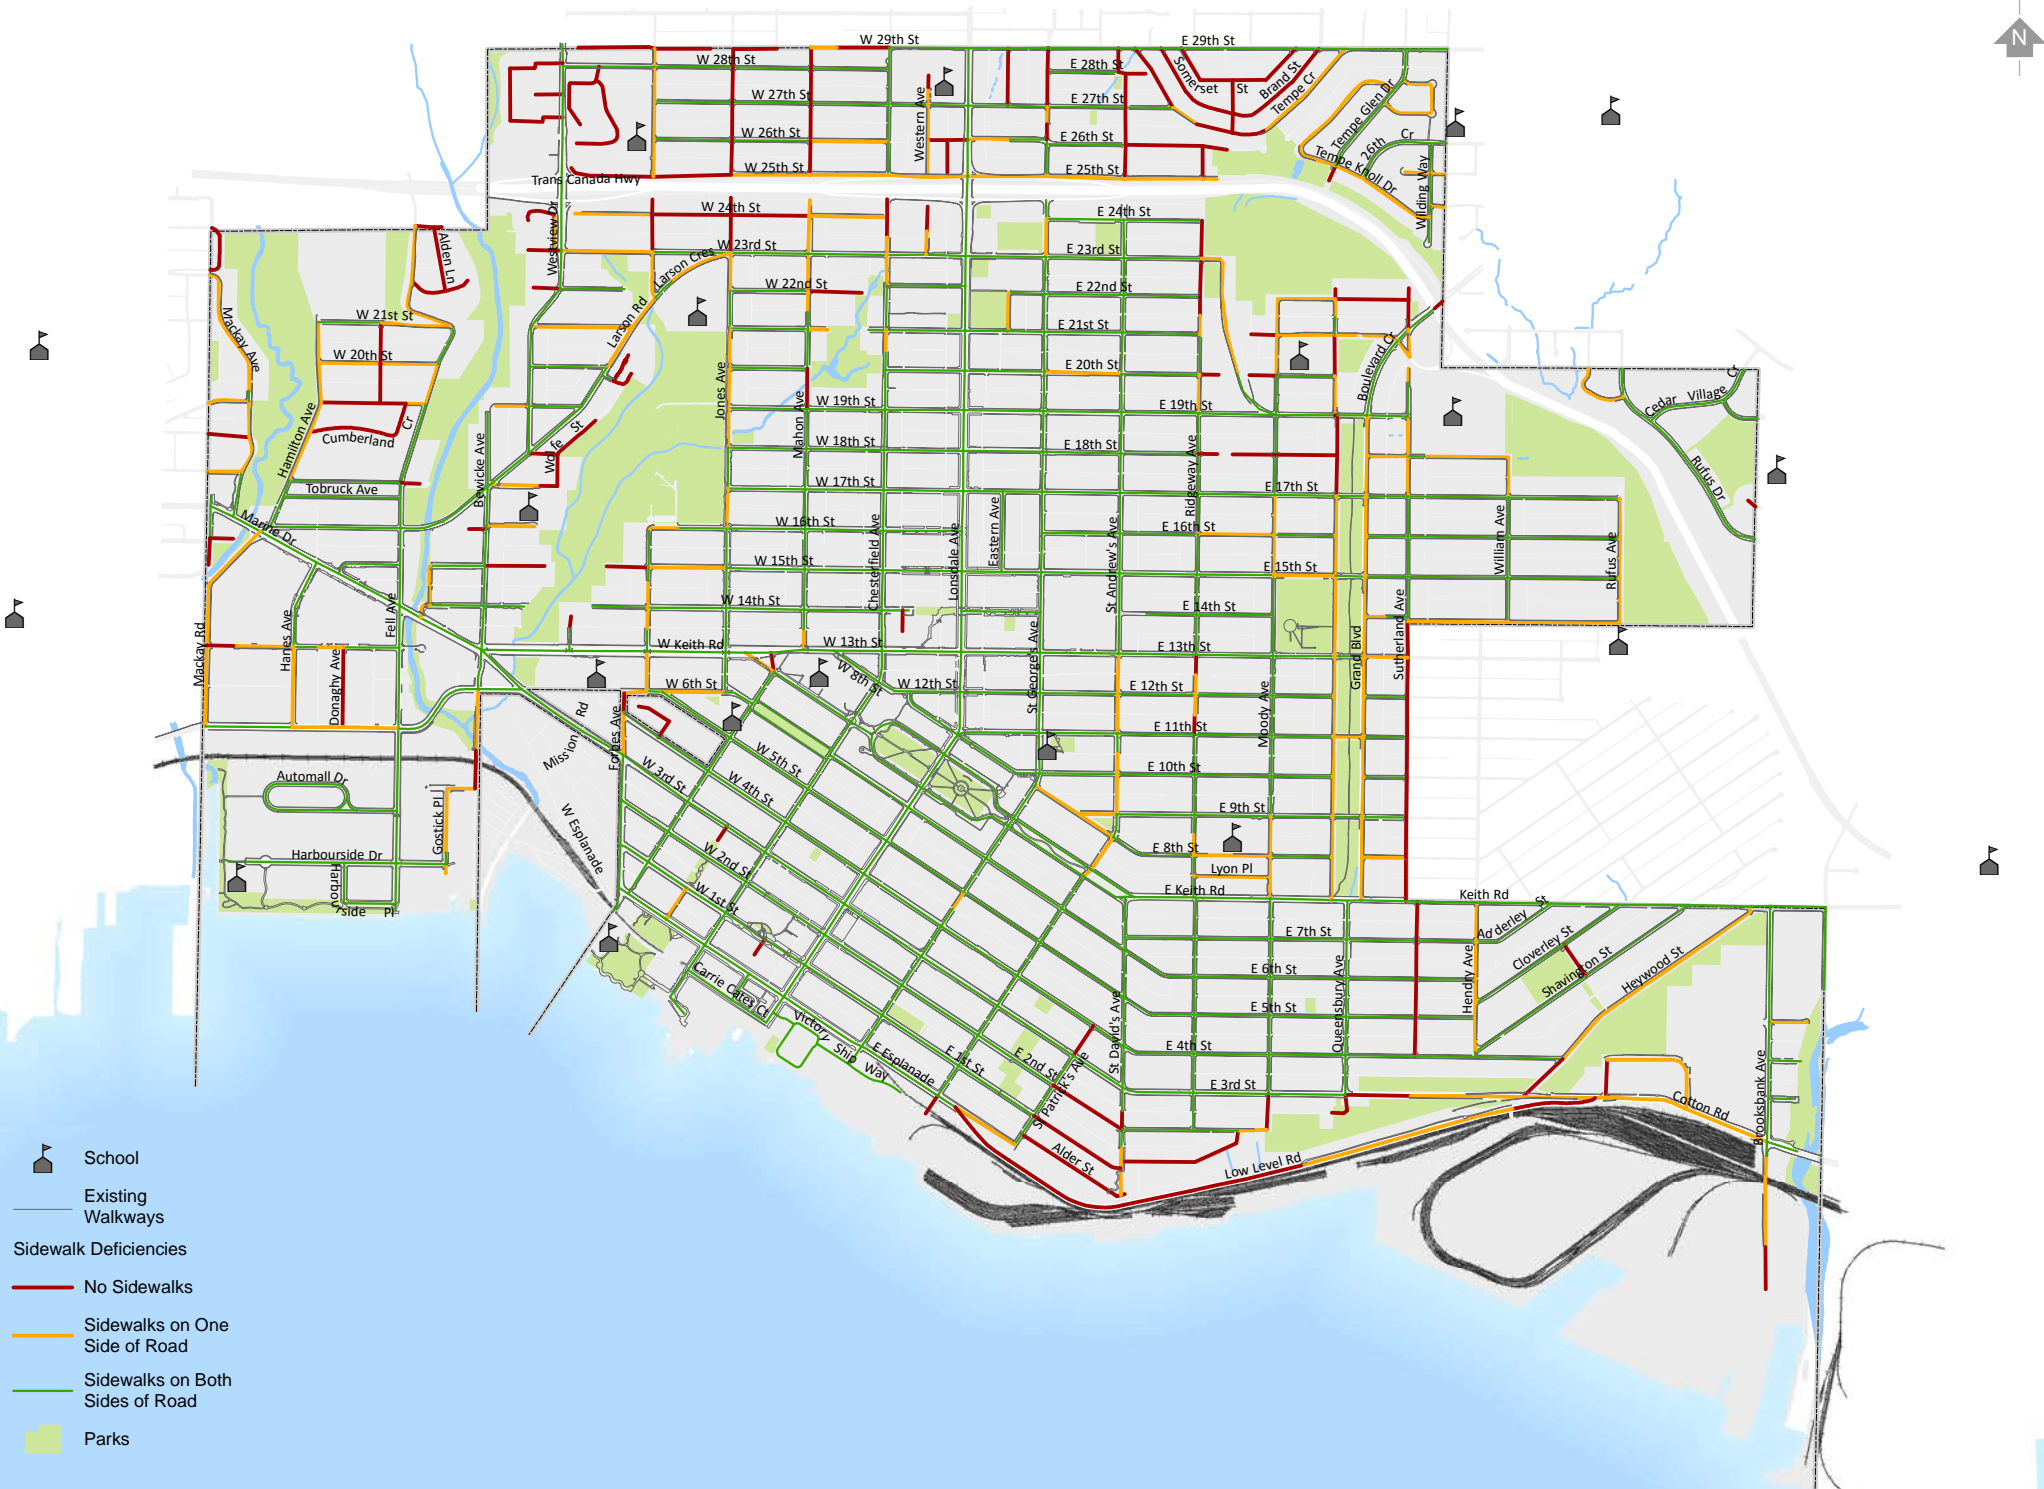 N
W 29th St
E 29th St
W 28th St
E 28th St
Somerset St
Brand St
Tempe Cr
W 27th St
E 27th St
Western Ave
Tempe Glen Dr
W 26th St
E 26th St
26th Cr
W 25th St
E 25th St
Tempe Knoll Dr
Trans Canada Hwy
Wilding Way
W 24th St
E 24th St
Westview Dr
Alden Ln
W 23rd St
E 23rd St
Larson Cres
W 22nd St
E 22nd St
Larson Rd
Mackay Ave
W 21st St
E 21st St
W 20th St
E 20th St
Boulevard Cr
Jones Ave
Cedar Village Cr
W 19th St
E 19th St
Mahon Ave
Hamilton Ave
Cumberland Cr
Wolfe St
W 18th St
E 18th St
Bewicke Ave
Ridgeway Ave
Rufus Dr
Tobruck Ave
W 17th St
E 17th St
Marine Dr
W 16th St
E 16th St
Chesterfield Ave
Lonsdale Ave
Eastern Ave
St Andrew's Ave
William Ave
Rufus Ave
W 15th St
E 15th St
W 14th St
E 14th St
Fell Ave
Hanes Ave
Mackay Rd
Donaghy Ave
W Keith Rd
W 13th St
E 13th St
St George's Ave
Grand Blvd
Sutherland Ave
W 8th St
W 6th St
W 12th St
E 12th St
Moody Ave
Mission Rd
Forbes Ave
E 11th St
W 5th St
W 3rd St
W 4th St
E 10th St
Automall Dr
Gostick Pl
W Esplanade
E 9th St
Harbourside Dr
Harbourside Pl
W 2nd St
E 8th St
Lyon Pl
W 1st St
E Keith Rd
Keith Rd
Adderley St
E 7th St
Cloverley St
Shavington St
Heywood St
Hendry Ave
E 6th St
Queensbury Ave
Carrie Cates Ct
E 5th St
Victory Ship Way
St David's Ave
E 4th St
E Esplanade
E 1st St
E 2nd St
St Patrick's Ave
E 3rd St
Brooksbank Ave
Cotton Rd
Alder St
Low Level Rd
School
Existing
Walkways
Sidewalk Deficiencies
No Sidewalks
Sidewalks on One
Side of Road
Sidewalks on Both
Sides of Road
Parks